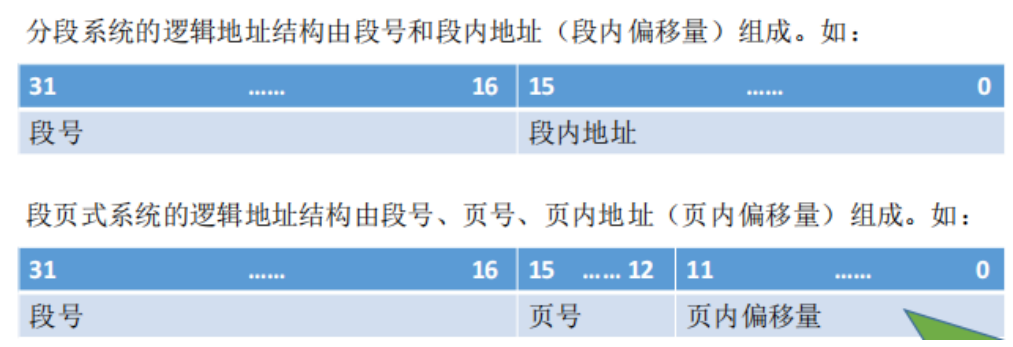 分段系统的逻辑地址结构由段号和段内地址（段内偏移量）组成。如：
31 …… 16 15 …… 0
段号 段内地址
段页式系统的逻辑地址结构由段号、页号、页内地址（页内偏移量）组成。如：
31 …… 16 15 …… 12 11 …… 0
段号 页号 页内偏移量